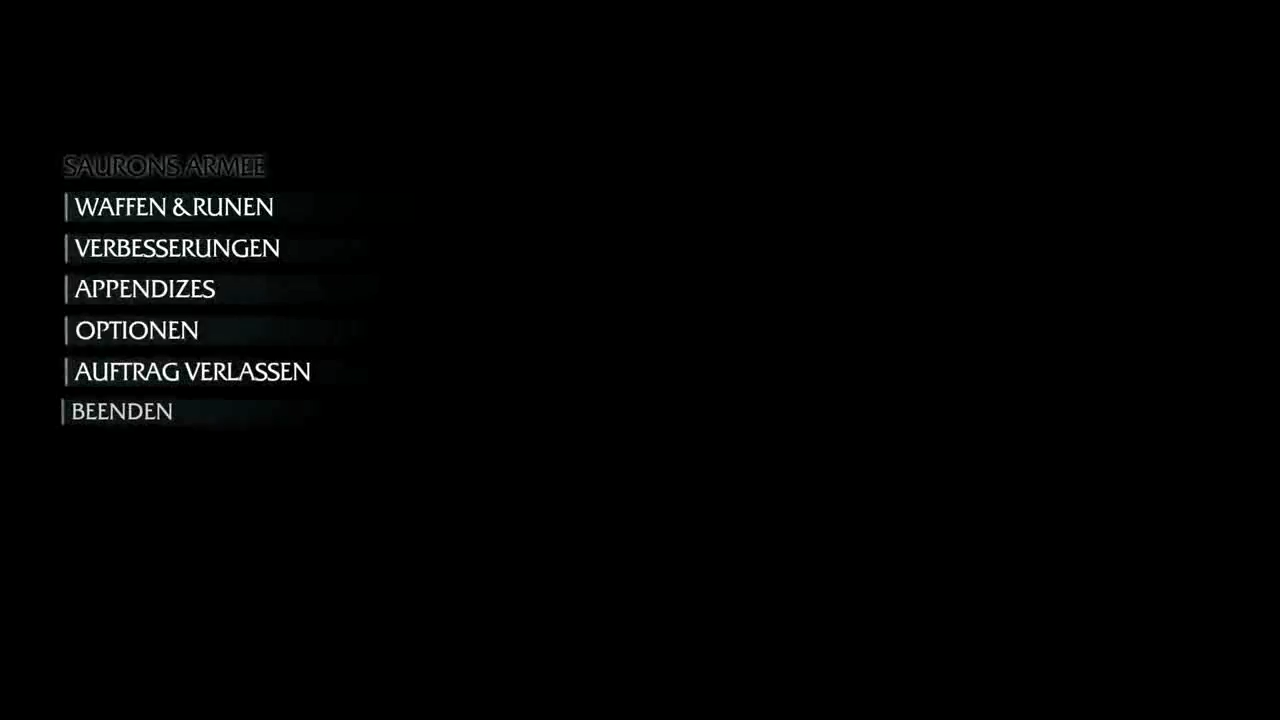 SAURONS ARMEE
WAFFEN & RUNEN
VERBESSERUNGEN
APPENDIZES
OPTIONEN
AUFTRAG VERLASSEN
BEENDEN